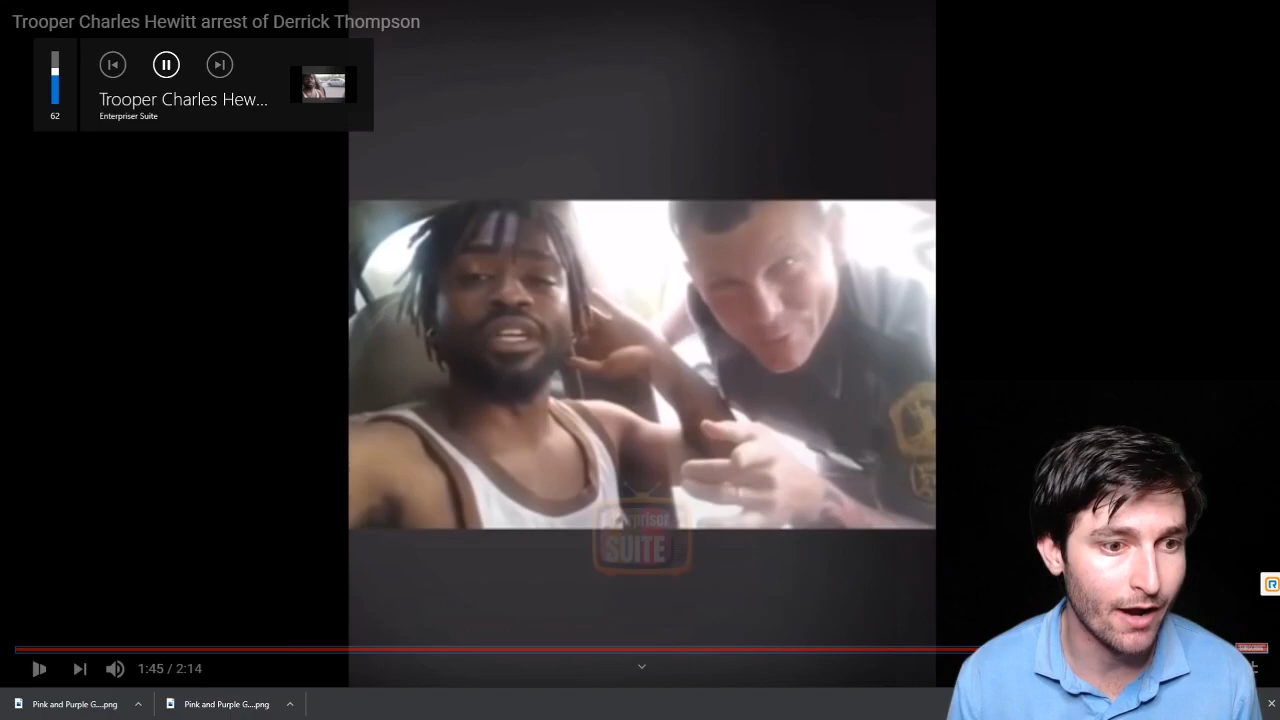 Trooper Charles Hewitt arrest of Derrick Thompson
Trooper Charles Hew...
Enterpriser Suite
62
SUITE
1:45 / 2:14
Pink and Purple G....png
Pink and Purple G....png